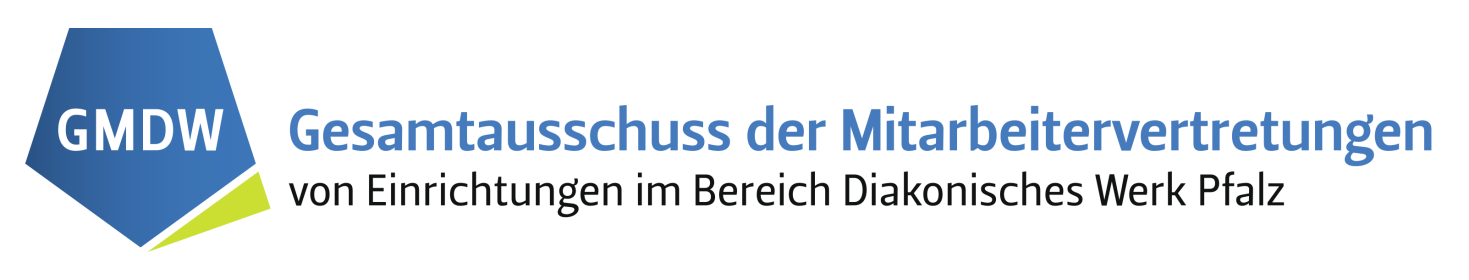 GMDW
Gesamtausschuss der Mitarbeitervertretungen
von Einrichtungen im Bereich Diakonisches Werk Pfalz